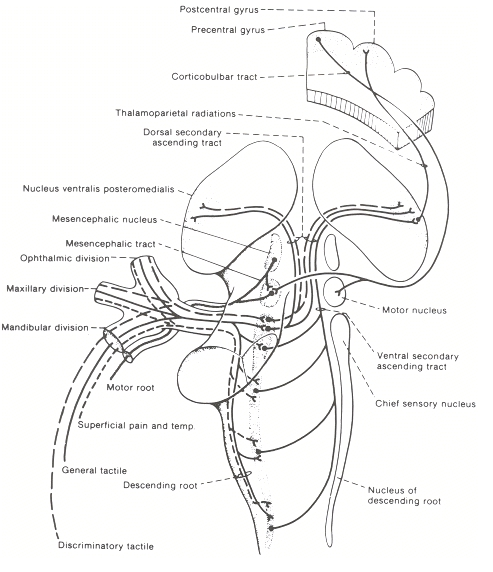 Postcentral gyrus
Precentral gyrus
Corticobulbar tract
Thalamoparietal radiations
Dorsal secondary
ascending tract
Nucleus ventralis posteromedialis
Mesencephalic nucleus
Mesencephalic tract
Ophthalmic division
Maxillary division
Mandibular division
Motor nucleus
Ventral secondary
ascending tract
Motor root
Chief sensory nucleus
Superficial pain and temp.
General tactile
Descending root
Nucleus of
descending root
Discriminatory tactile